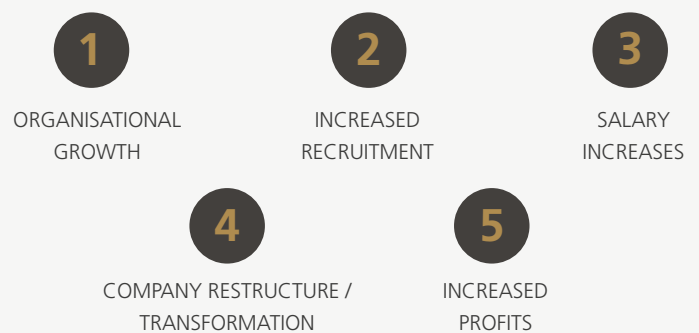 1
ORGANISATIONAL
GROWTH
2
INCREASED
RECRUITMENT
3
SALARY
INCREASES
4
COMPANY RESTRUCTURE /
TRANSFORMATION
5
INCREASED
PROFITS